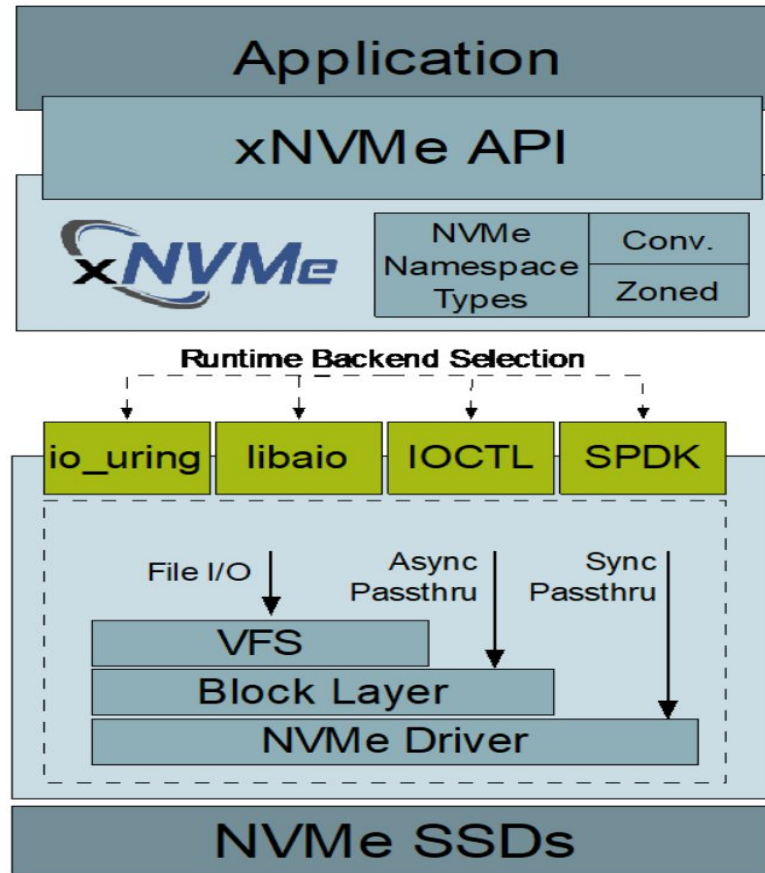 Application
xNVMe API
xNVMe
NVMe
Namespace
Types
Conv.
Zoned
Runtime Backend Selection
io_uring
libaio
IOCTL
SPDK
File I/O
Async
Passthru
Sync
Passthru
VFS
Block Layer
NVMe Driver
NVMe SSDs